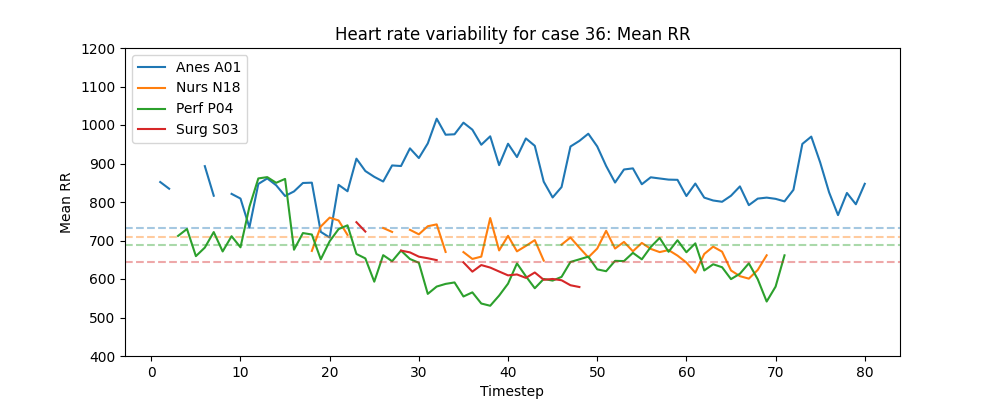 Heart rate variability for case 36: Mean RR
1200
1100
1000
900
800
700
600
500
400
Mean RR
Anes A01
Nurs N18
Perf P04
Surg S03
0 10 20 30 40 50 60 70 80
Timestep